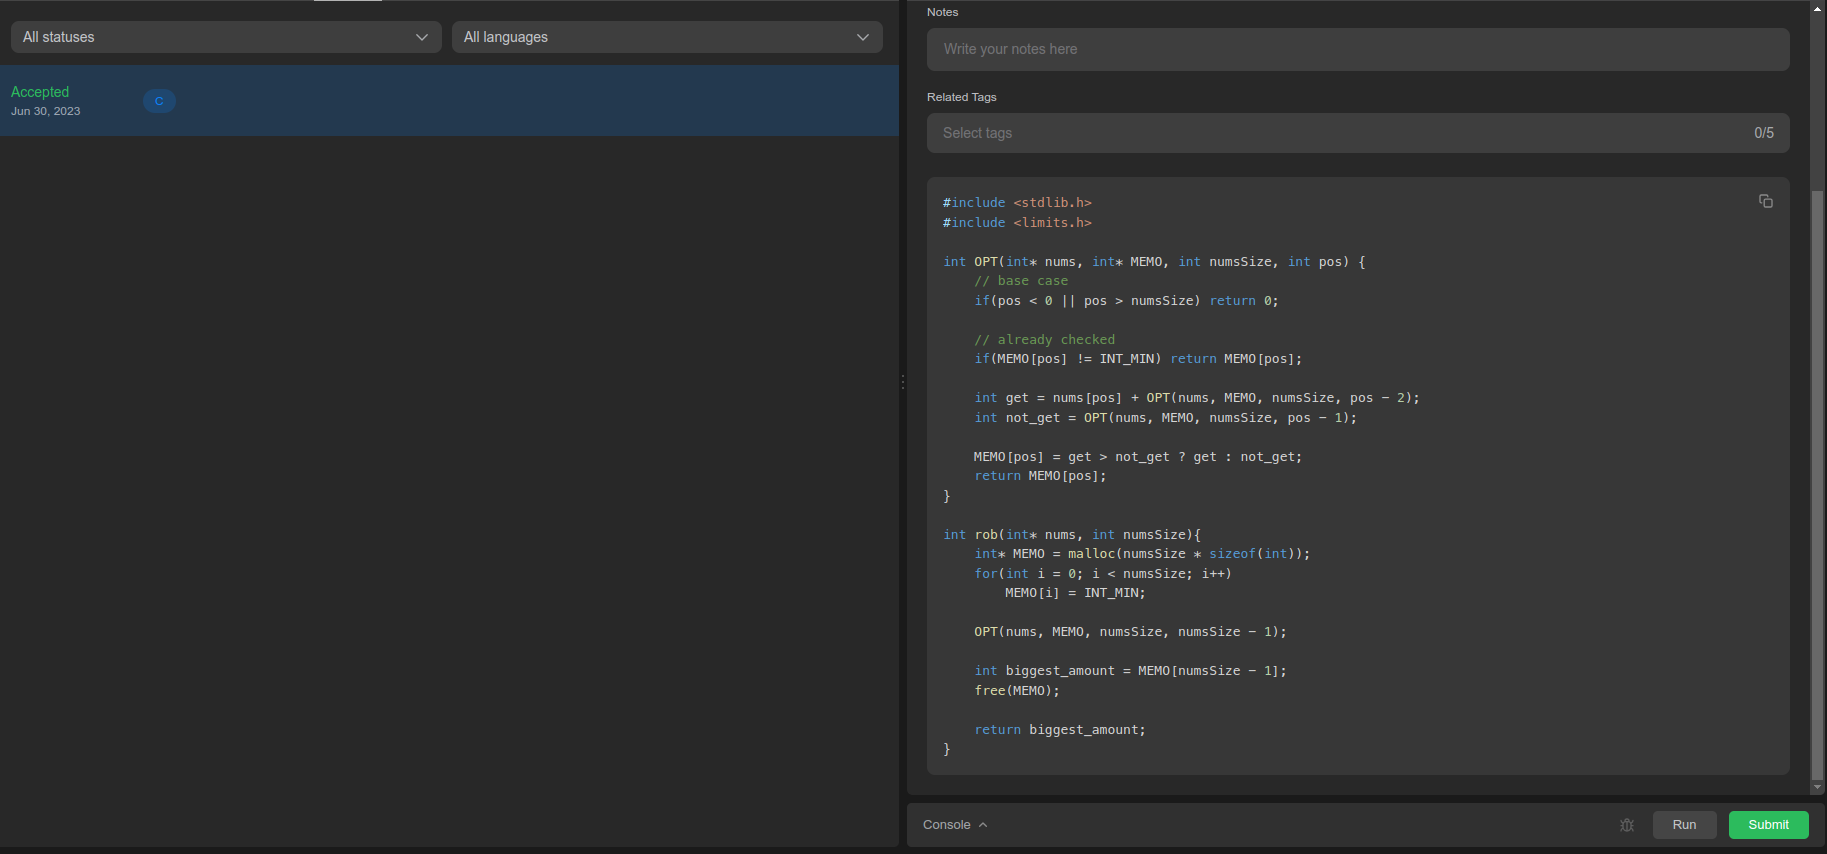 All statuses
All languages
Accepted
Jun 30, 2023
C
Notes
Write your notes here
Related Tags
Select tags
0/5
#include <stdlib.h>
#include <limits.h>

int OPT(int* nums, int* MEMO, int numsSize, int pos) {
    // base case
    if(pos < 0 || pos > numsSize) return 0;

    // already checked
    if(MEMO[pos] != INT_MIN) return MEMO[pos];

    int get = nums[pos] + OPT(nums, MEMO, numsSize, pos - 2);
    int not_get = OPT(nums, MEMO, numsSize, pos - 1);

    MEMO[pos] = get > not_get ? get : not_get;
    return MEMO[pos];
}

int rob(int* nums, int numsSize){
    int* MEMO = malloc(numsSize * sizeof(int));
    for(int i = 0; i < numsSize; i++)
        MEMO[i] = INT_MIN;

    OPT(nums, MEMO, numsSize, numsSize - 1);

    int biggest_amount = MEMO[numsSize - 1];
    free(MEMO);

    return biggest_amount;
}
Console
Run
Submit